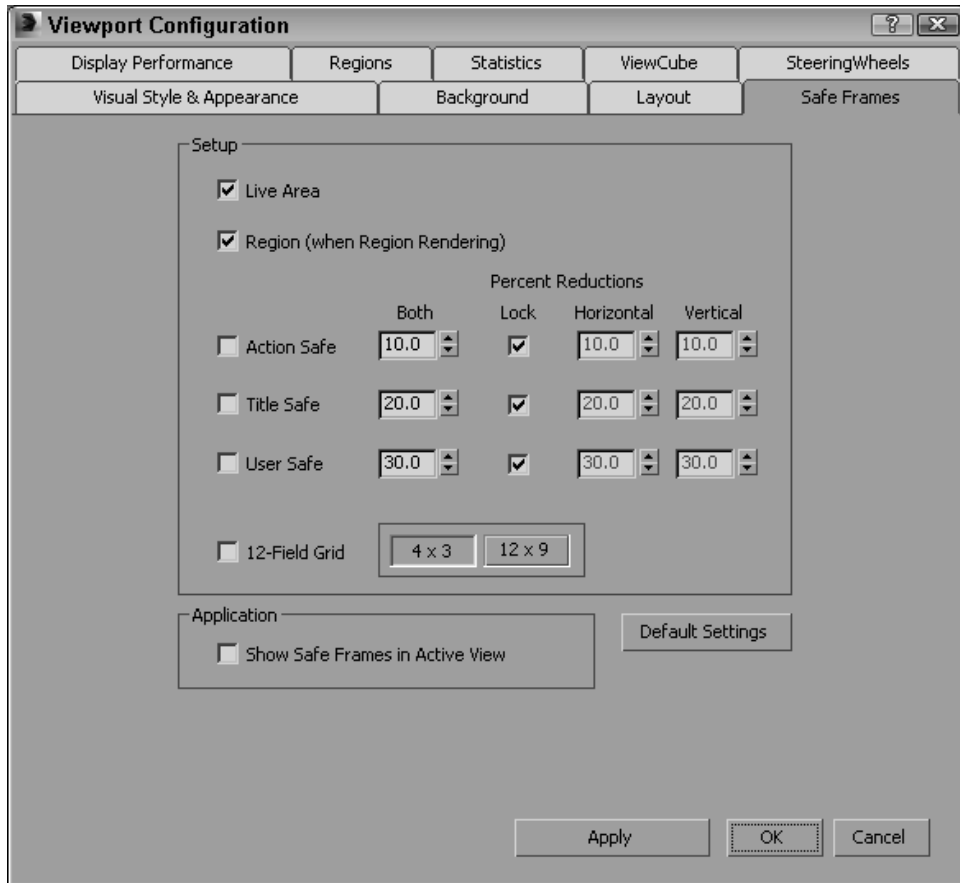 Viewport Configuration
Display Performance Regions Statistics ViewCube SteeringWheels
Visual Style & Appearance Background Layout Safe Frames
Setup
Live Area
Region (when Region Rendering)
Percent Reductions
Both Lock Horizontal Vertical
Action Safe 10.0 10.0 10.0
Title Safe 20.0 20.0 20.0
User Safe 30.0 30.0 30.0
12-Field Grid 4 x 3 12 x 9
Application
Show Safe Frames in Active View
Default Settings
Apply OK Cancel